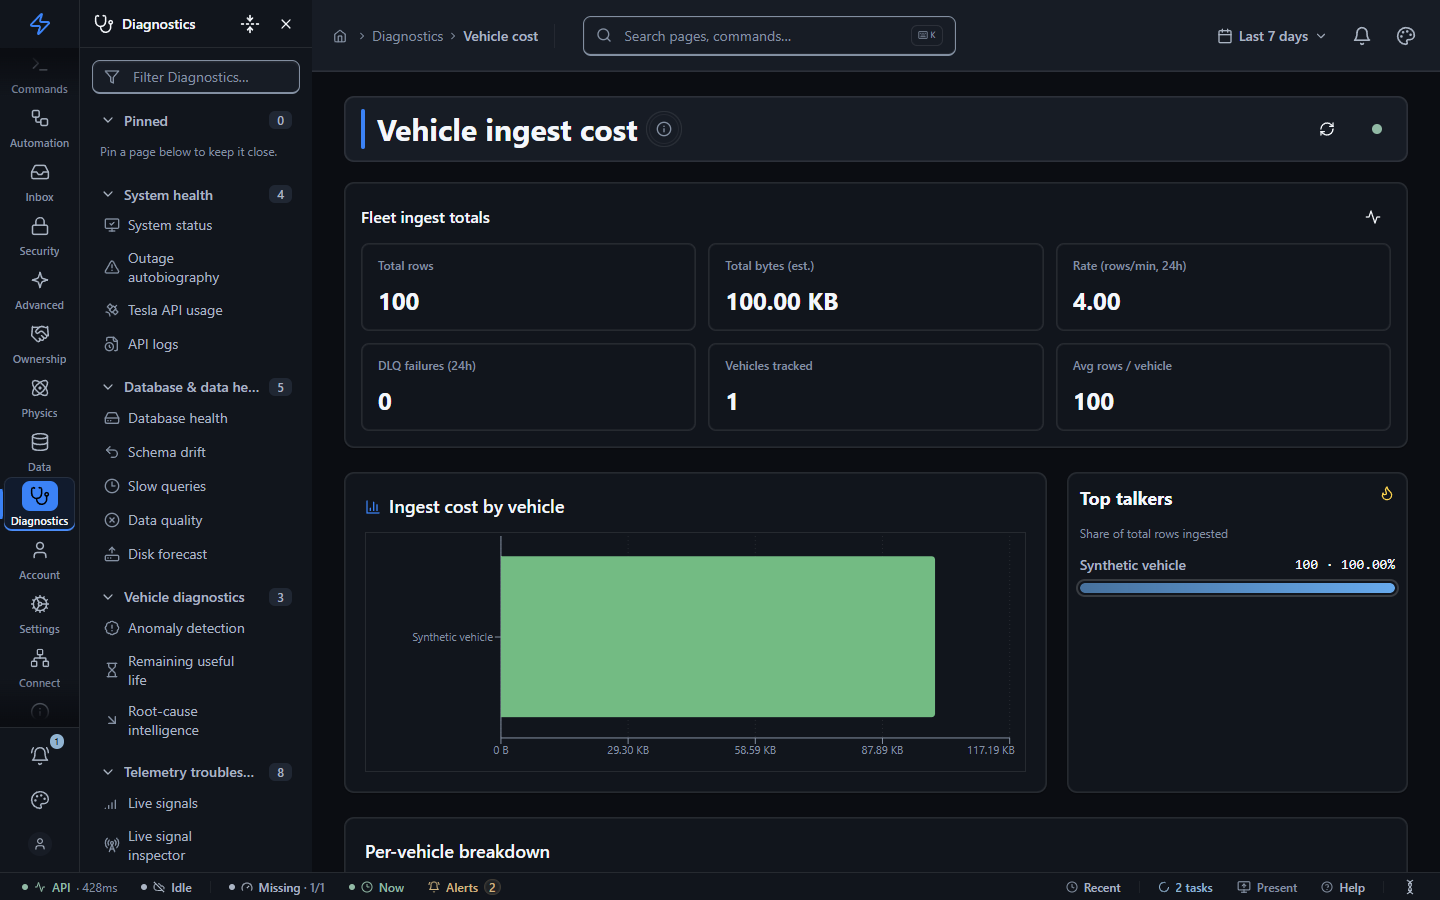 Diagnostics
Diagnostics
Vehicle cost
Search pages, commands...
K
Last 7 days
Commands
Automation
Inbox
Security
Advanced
Ownership
Physics
Data
Diagnostics
Account
Settings
Connect
1
Filter Diagnostics...
Pinned 0
Pin a page below to keep it close.
System health 4
System status
Outage
autobiography
Tesla API usage
API logs
Database & data he... 5
Database health
Schema drift
Slow queries
Data quality
Disk forecast
Vehicle diagnostics 3
Anomaly detection
Remaining useful
life
Root-cause
intelligence
Telemetry troubles... 8
Live signals
Live signal
inspector
Vehicle ingest cost
Fleet ingest totals
Total rows
100
Total bytes (est.)
100.00 KB
Rate (rows/min, 24h)
4.00
DLQ failures (24h)
0
Vehicles tracked
1
Avg rows / vehicle
100
Ingest cost by vehicle
Synthetic vehicle
0 B 29.30 KB 58.59 KB 87.89 KB 117.19 KB
Top talkers
Share of total rows ingested
Synthetic vehicle 100 · 100.00%
Per-vehicle breakdown
API · 428ms Idle Missing · 1/1 Now Alerts 2 Recent 2 tasks Present Help